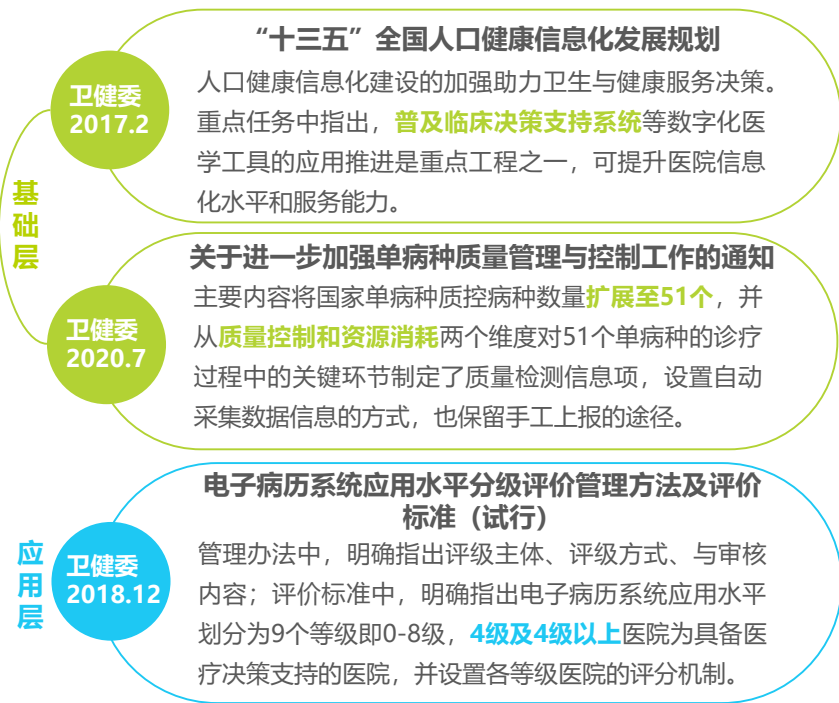 基础层
卫健委
2017.2
“十三五”全国人口健康信息化发展规划
人口健康信息化建设的加强助力卫生与健康服务决策。
重点任务中指出，普及临床决策支持系统等数字化医
学工具的应用推进是重点工程之一，可提升医院信息
化水平和服务能力。
卫健委
2020.7
关于进一步加强单病种质量管理与控制工作的通知
主要内容将国家单病种质控病种数量扩展至51个，并
从质量控制和资源消耗两个维度对51个单病种的诊疗
过程中的关键环节制定了质量检测信息项，设置自动
采集数据信息的方式，也保留手工上报的途径。
应用层
卫健委
2018.12
电子病历系统应用水平分级评价管理方法及评价
标准（试行）
管理办法中，明确指出评级主体、评级方式、与审核
内容；评价标准中，明确指出电子病历系统应用水平
划分为9个等级即0-8级，4级及4级以上医院为具备医
疗决策支持的医院，并设置各等级医院的评分机制。